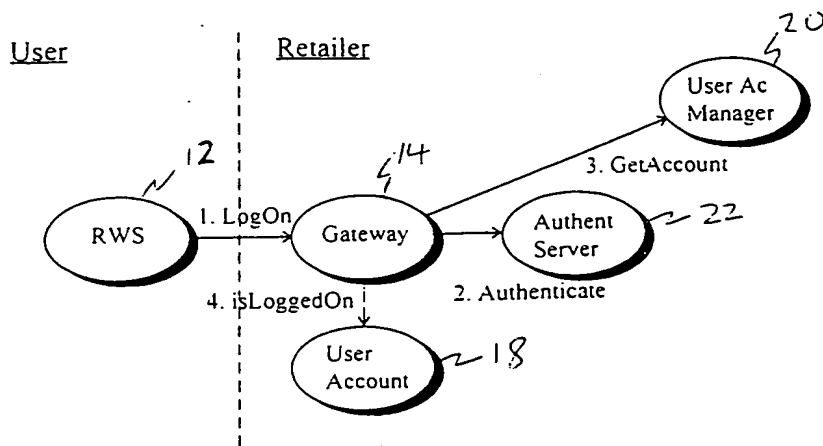 User
Retailer
20
User Ac
Manager
12
14
3. GetAccount
1. LogOn
RWS
Gateway
Authent
Server
22
4. isLoggedOn
2. Authenticate
User
Account
18